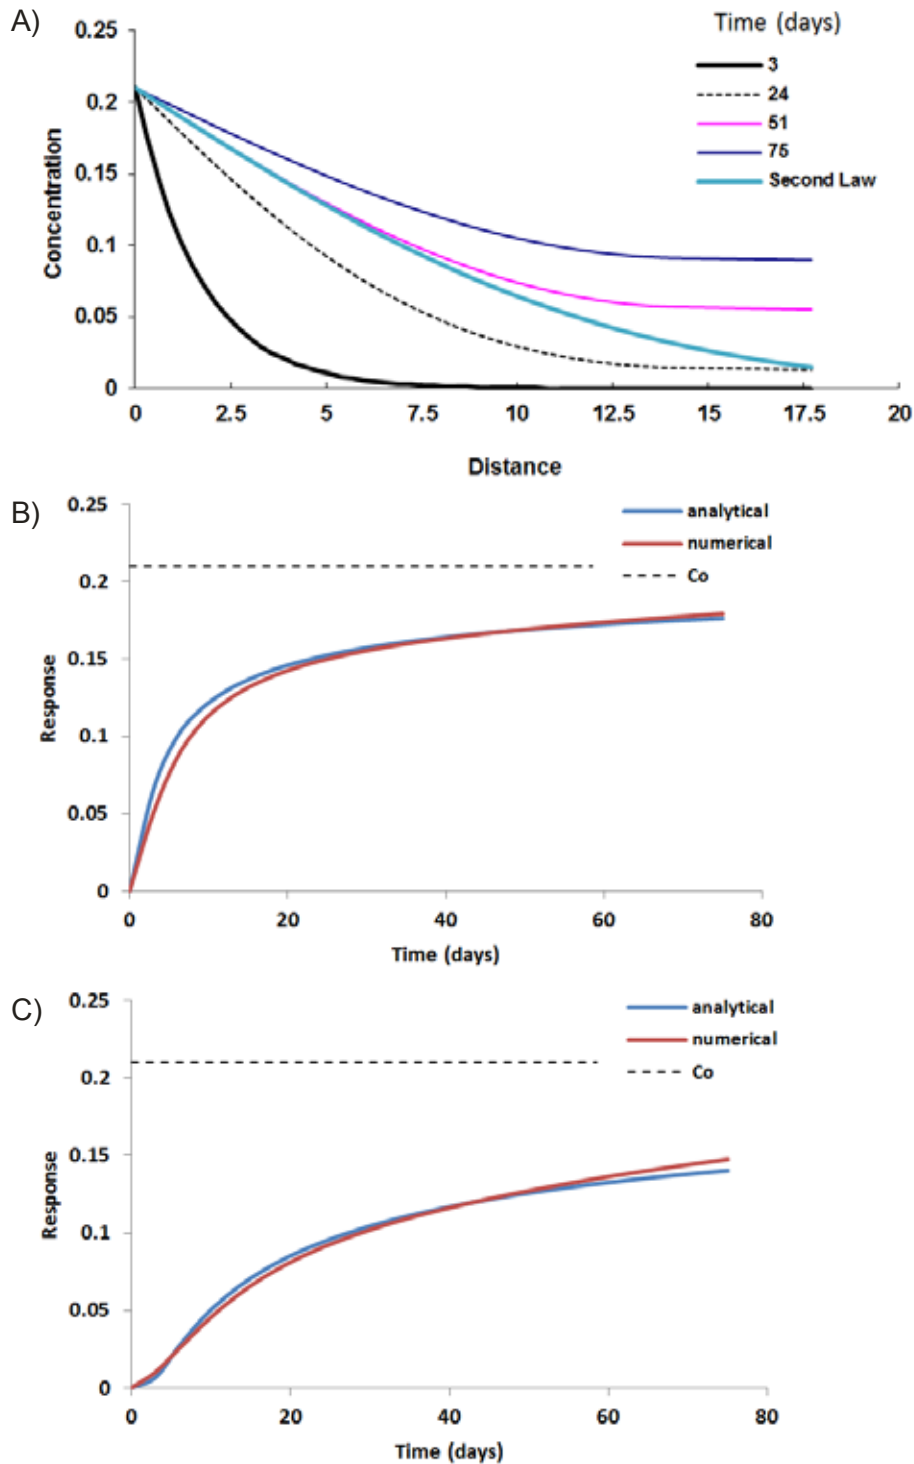 A)
Time (days)
3
24
51
75
Second Law
Concentration
0.25
0.2
0.15
0.1
0.05
0
0 2.5 5 7.5 10 12.5 15 17.5 20
Distance
B)
analytical
numerical
Co
Response
0.25
0.2
0.15
0.1
0.05
0
0 20 40 60 80
Time (days)
C)
analytical
numerical
Co
Response
0.25
0.2
0.15
0.1
0.05
0
0 20 40 60 80
Time (days)